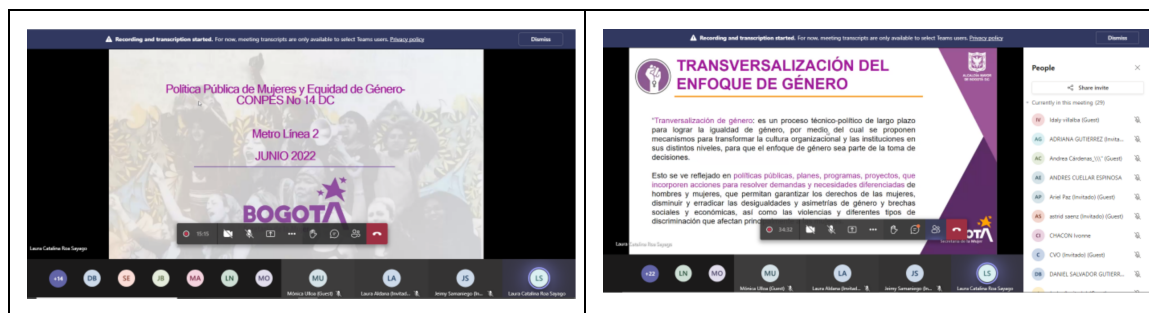 Recording and transcription started. For now, meeting transcripts are only available to select Teams users. Privacy policy
Dismiss
Política Pública de Mujeres y Equidad de Género-
CONPES No 14 DC
Metro Línea 2
JUNIO 2022
BOGOTÁ
15:15
Laura Catalina Roa Sayago
+14
DB
SE
JB
MA
LN
MO
MU
LA
JS
LS
Mónica Ulloa (Guest)
Laura Aldana (Invitad...
Jenny Samaniego (In...
Laura Catalina Roa Sayago
Recording and transcription started. For now, meeting transcripts are only available to select Teams users. Privacy policy
Dismiss
TRANSVERSALIZACIÓN DEL
ENFOQUE DE GÉNERO
"Tranversalización de género: es un proceso técnico-político de largo plazo
para lograr la igualdad de género, por medio del cual se proponen
mecanismos para transformar la cultura organizacional y las instituciones en
sus distintos niveles, para que el enfoque de género sea parte de la toma de
decisiones.
Esto se ve reflejado en políticas públicas, planes, programas, proyectos, que
incorporen acciones para resolver demandas y necesidades diferenciadas de
hombres y mujeres, que permitan garantizar los derechos de las mujeres,
disminuir y erradicar las desigualdades y asimetrías de género y brechas
sociales y económicas, así como las violencias y diferentes tipos de
discriminación que afectan
34:32
Laura
+22
LN
MO
MU
LA
JS
LS
Mónica Ulloa (Guest)
Laura Aldana (Invitad...
Jenny Samaniego (In...
Laura Catalina Roa Sayago
People
Share invite
Currently in this meeting (29)
IV Idaly villalba (Guest)
AG ADRIANA GUTIERREZ (Invita...
AC Andrea Cárdenas (Guest)
AE ANDRES CUELLAR ESPINOSA
AP Ariel Paz (Invitado) (Guest)
AS astrid saenz (Invitado) (Guest)
CI CHACON Ivonne
C CVO (Invitado) (Guest)
DB DANIEL SALVADOR GUTIERR...